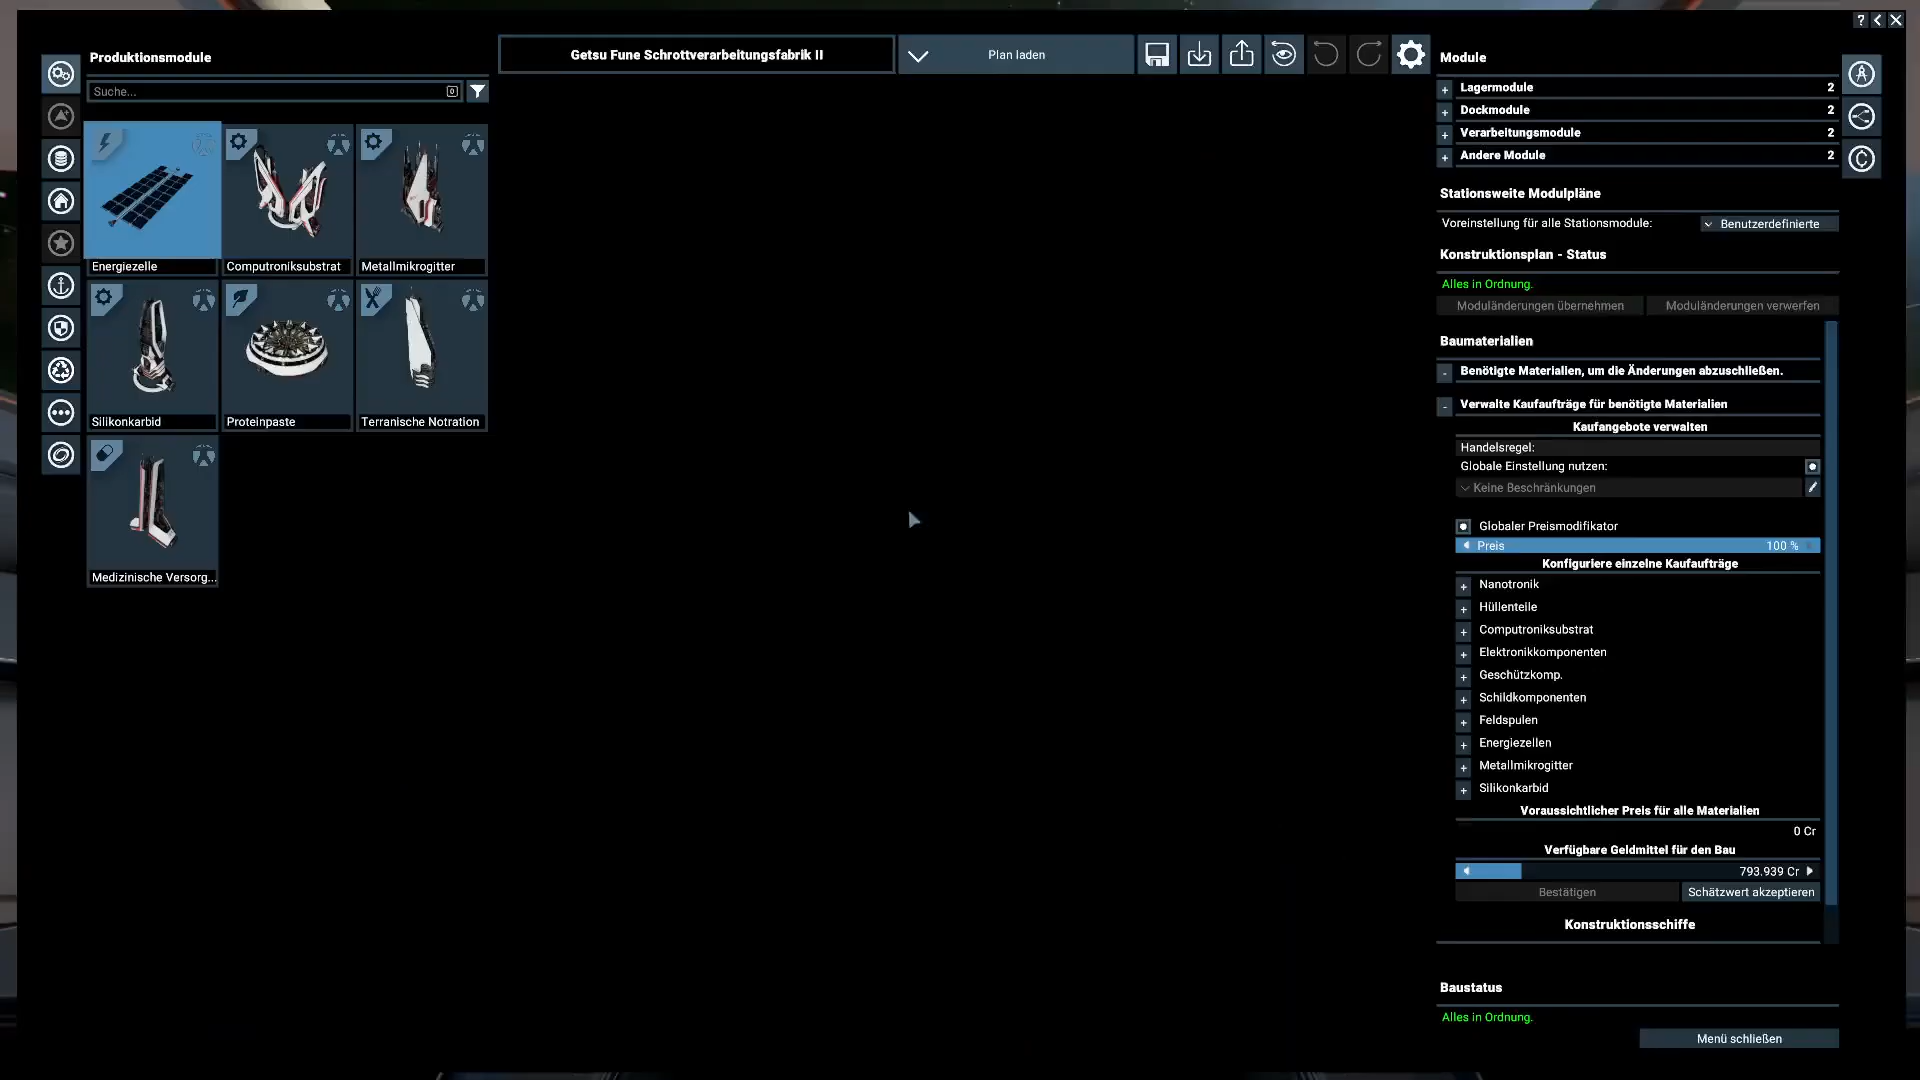 ?
Produktionsmodule
Suche...
0
Energiezelle
Computroniksubstrat
Metallmikrogitter
Silikonkarbid
Proteinpaste
Terranische Notration
Medizinische Versorg...
Getsu Fune Schrottverarbeitungsfabrik II
Plan laden
Module
+ Lagermodule 2
+ Dockmodule 2
+ Verarbeitungsmodule 2
+ Andere Module 2
Stationsweite Modulpläne
Voreinstellung für alle Stationsmodule: Benutzerdefinierte
Konstruktionsplan - Status
Alles in Ordnung.
Moduländerungen übernehmen Moduländerungen verwerfen
Baumaterialien
- Benötigte Materialien, um die Änderungen abzuschließen.
- Verwalte Kaufaufträge für benötigte Materialien
Kaufangebote verwalten
Handelsregel:
Globale Einstellung nutzen:
Keine Beschränkungen
Globaler Preismodifikator
Preis 100 %
Konfiguriere einzelne Kaufaufträge
+ Nanotronik
+ Hüllenteile
+ Computroniksubstrat
+ Elektronikkomponenten
+ Geschützkomp.
+ Schildkomponenten
+ Feldspulen
+ Energiezellen
+ Metallmikrogitter
+ Silikonkarbid
Voraussichtlicher Preis für alle Materialien
0 Cr
Verfügbare Geldmittel für den Bau
793.939 Cr
Bestätigen Schätzwert akzeptieren
Konstruktionsschiffe
Baustatus
Alles in Ordnung.
Menü schließen